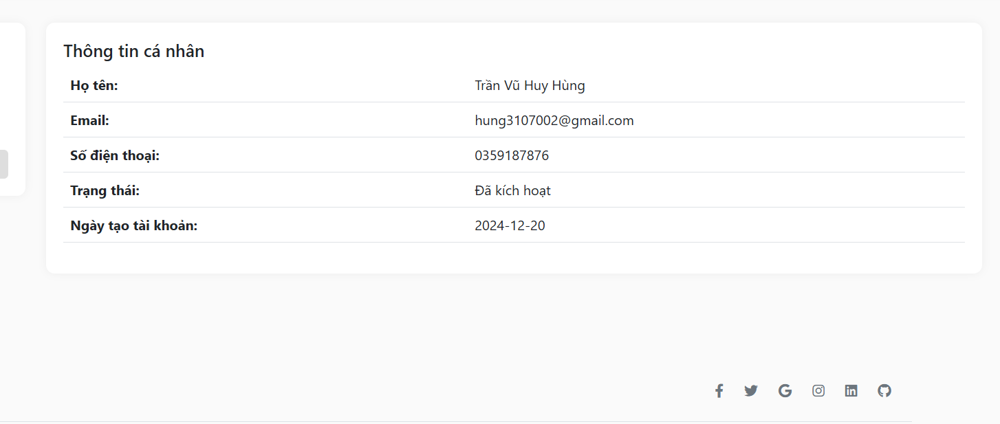 Thông tin cá nhân
Họ tên: Trần Vũ Huy Hùng
Email: hung3107002@gmail.com
Số điện thoại: 0359187876
Trạng thái: Đã kích hoạt
Ngày tạo tài khoản: 2024-12-20